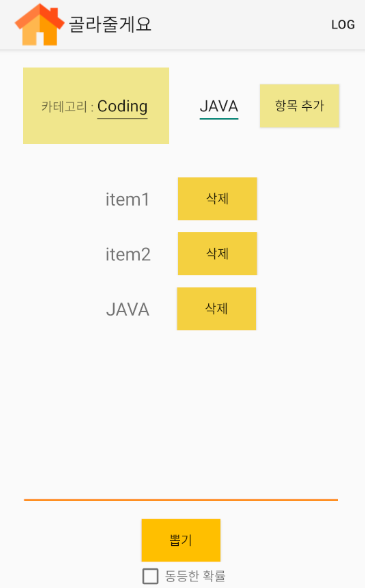 골라줄게요 LOG
카테고리 : Coding JAVA 항목 추가
item1 삭제
item2 삭제
JAVA 삭제
뽑기
동등한 확률